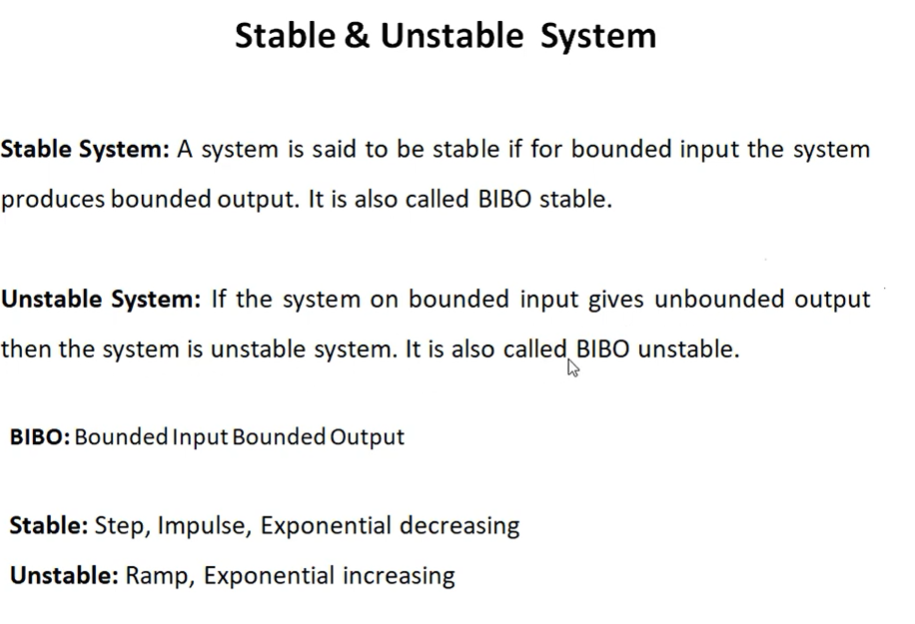 Stable & Unstable System
Stable System: A system is said to be stable if for bounded input the system
produces bounded output. It is also called BIBO stable.
Unstable System: If the system on bounded input gives unbounded output
then the system is unstable system. It is also called BIBO unstable.
BIBO: Bounded Input Bounded Output
Stable: Step, Impulse, Exponential decreasing
Unstable: Ramp, Exponential increasing